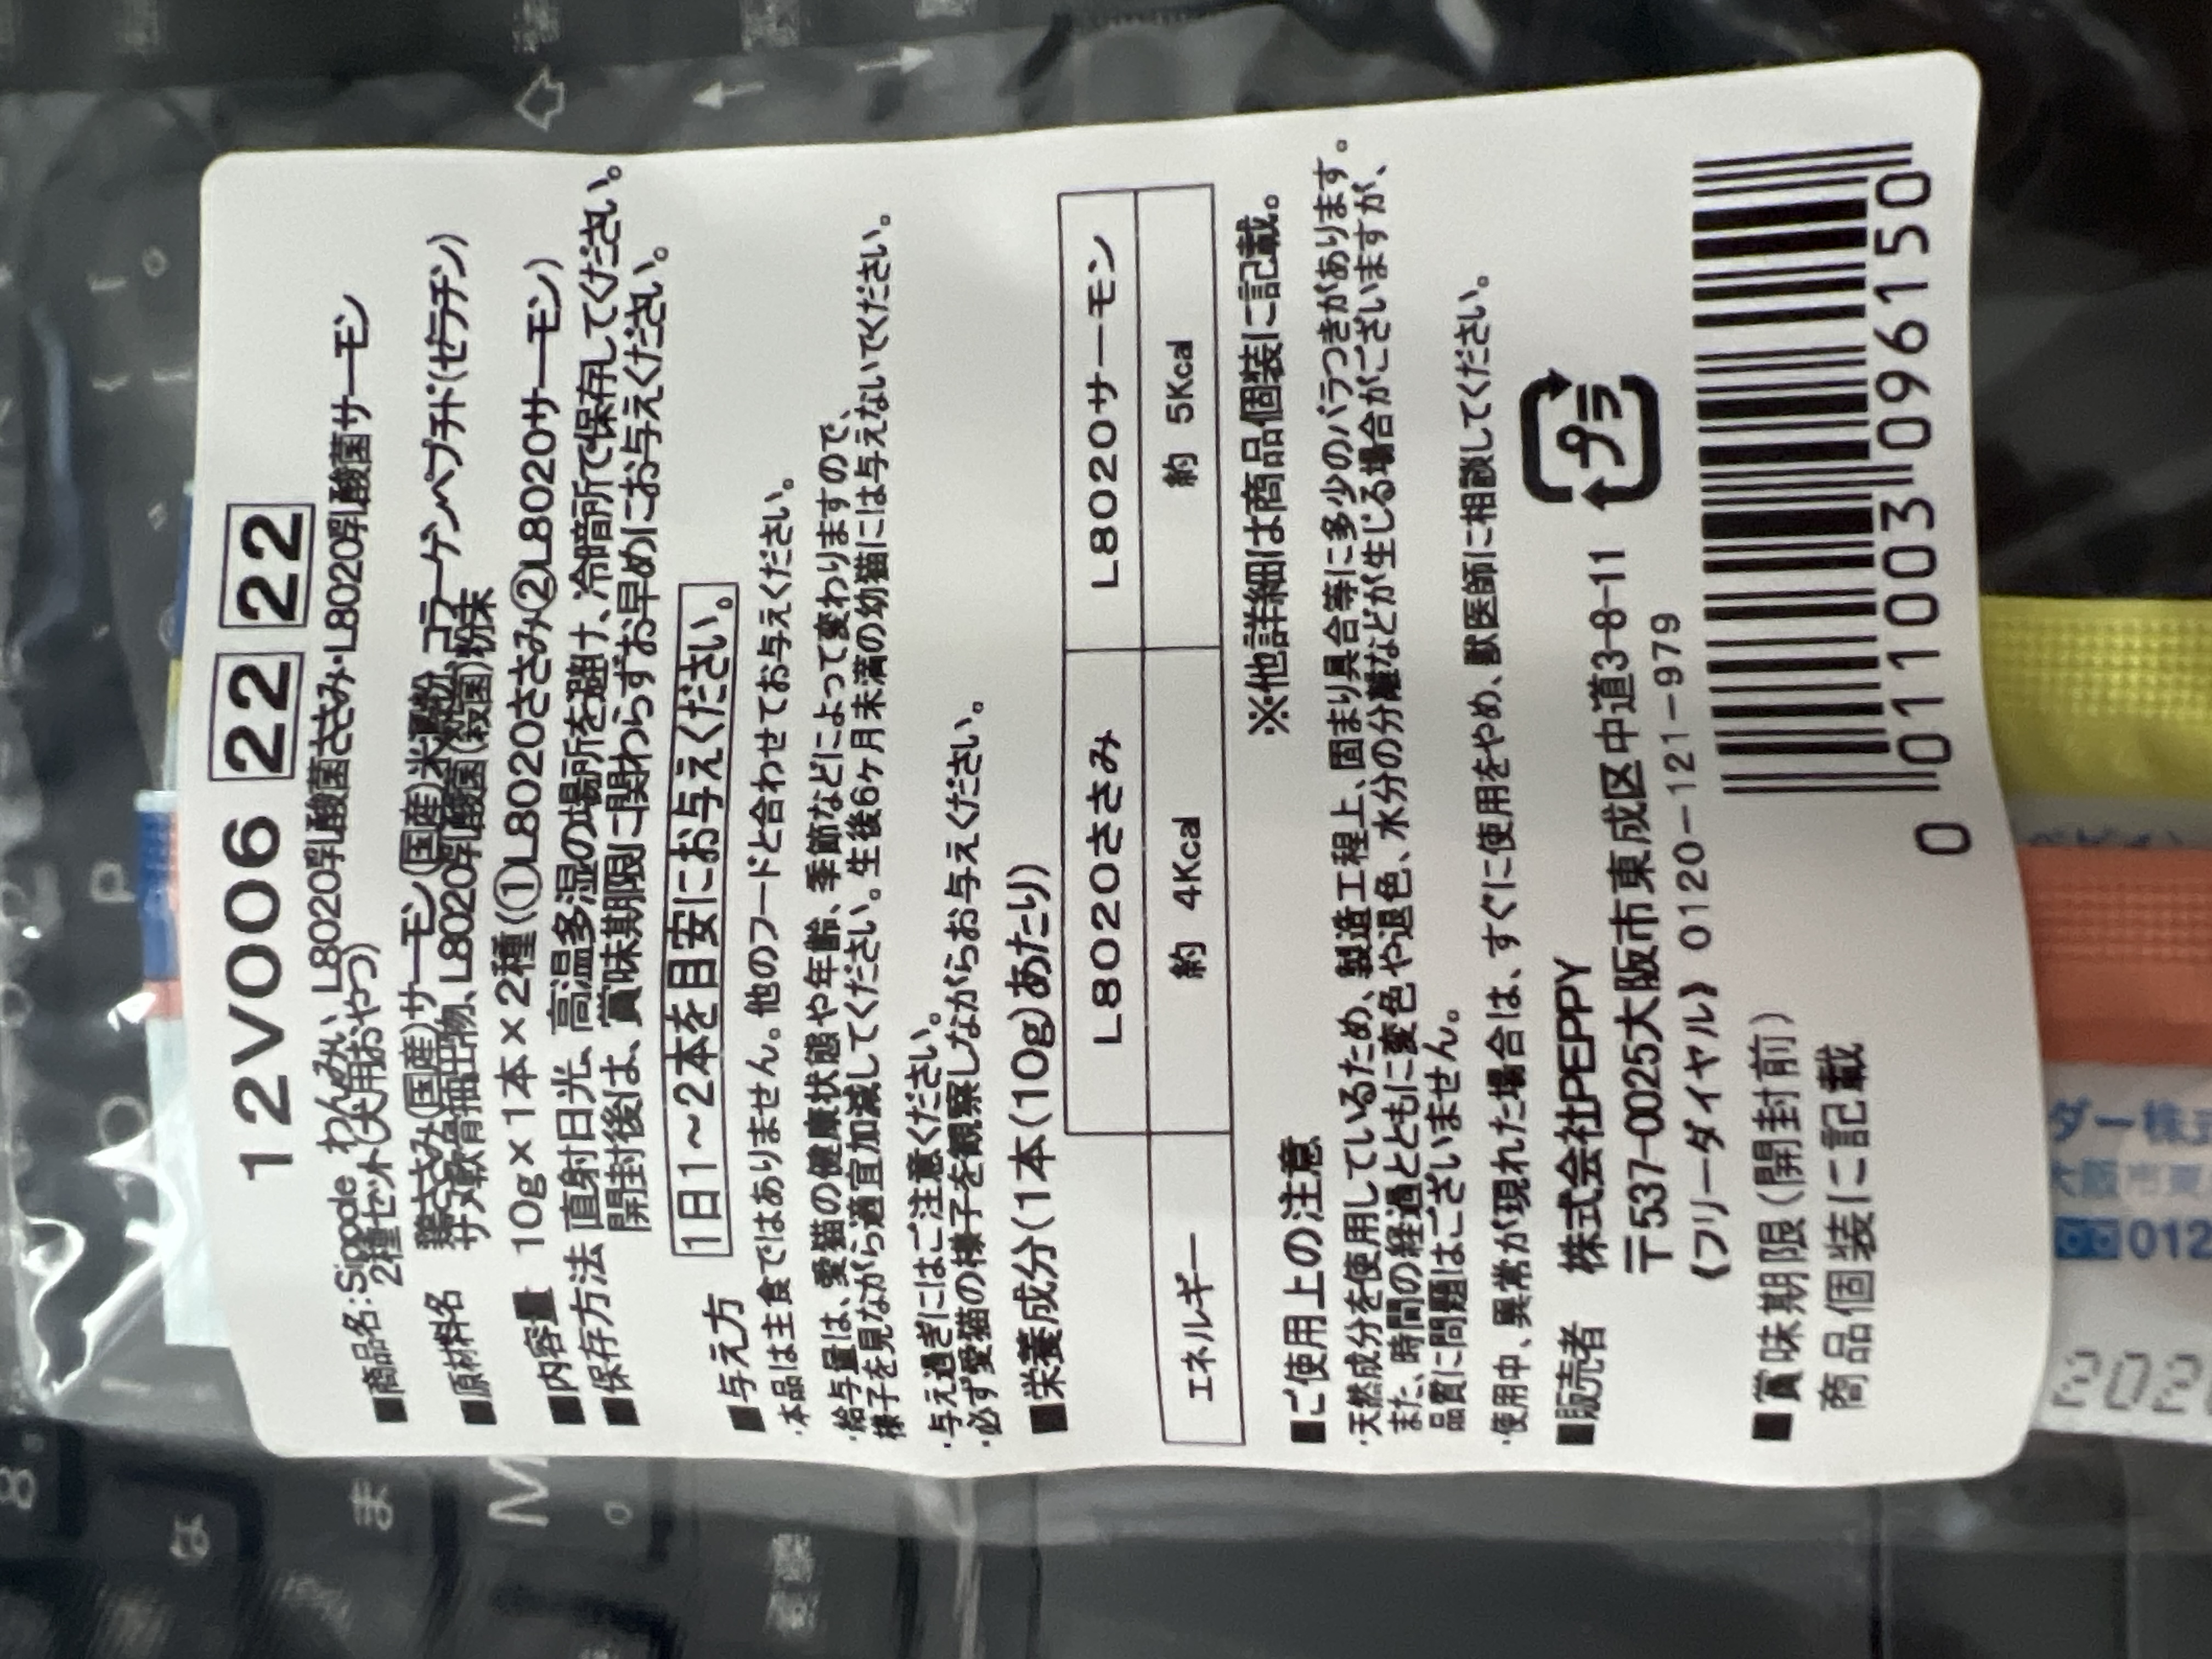 12V006 22 22
■商品名:Simode わんみぃ、L8020乳酸菌ささみ・L8020乳酸菌サーモン
2種セット(犬用おやつ)
■原材料名 鶏ささみ(国産)サーモン(国産)米粉、コラーゲンペプチド(ゼラチン)
サメ軟骨抽出物、L8020乳酸菌(殺菌)粉末
■内容量 10g×1本×2種(①L8020ささみ②L8020サーモン)
■保存方法 直射日光、高温多湿の場所を避け、冷暗所で保存してください。
開封後は、賞味期限に関わらずお早めにお与えください。
1日1~2本を目安にお与えください。
■与え方
・本品は主食ではありません。他のフードと合わせてお与えください。
・給与量は、愛猫の健康状態や年齢、季節などによって変わりますので、
様子を見ながら適宜加減してください。生後6ヶ月未満の幼猫には与えないでください。
・与え過ぎにはご注意ください。
・必ず愛猫の様子を観察しながらお与えください。
■栄養成分(1本(10g)あたり)
L8020ささみ L8020サーモン
エネルギー 約 4Kcal 約 5Kcal
※他詳細は商品個装に記載。
■ご使用上の注意
・天然成分を使用しているため、製造工程上、固まり具合等に多少のバラつきがあります。
また、時間の経過とともに変色や退色、水分の分離などが生じる場合がございますが、
品質に問題はございません。
・使用中、異常が現れた場合は、すぐに使用をやめ、獣医師に相談してください。
■販売者 株式会社PEPPY
〒537-0025大阪市東成区中道3-8-11
《フリーダイヤル》0120-121-979
プラ
■賞味期限(開封前)
商品個装に記載
0 011003 096150
ダー株式
大阪市東
012
202
P
M
ま